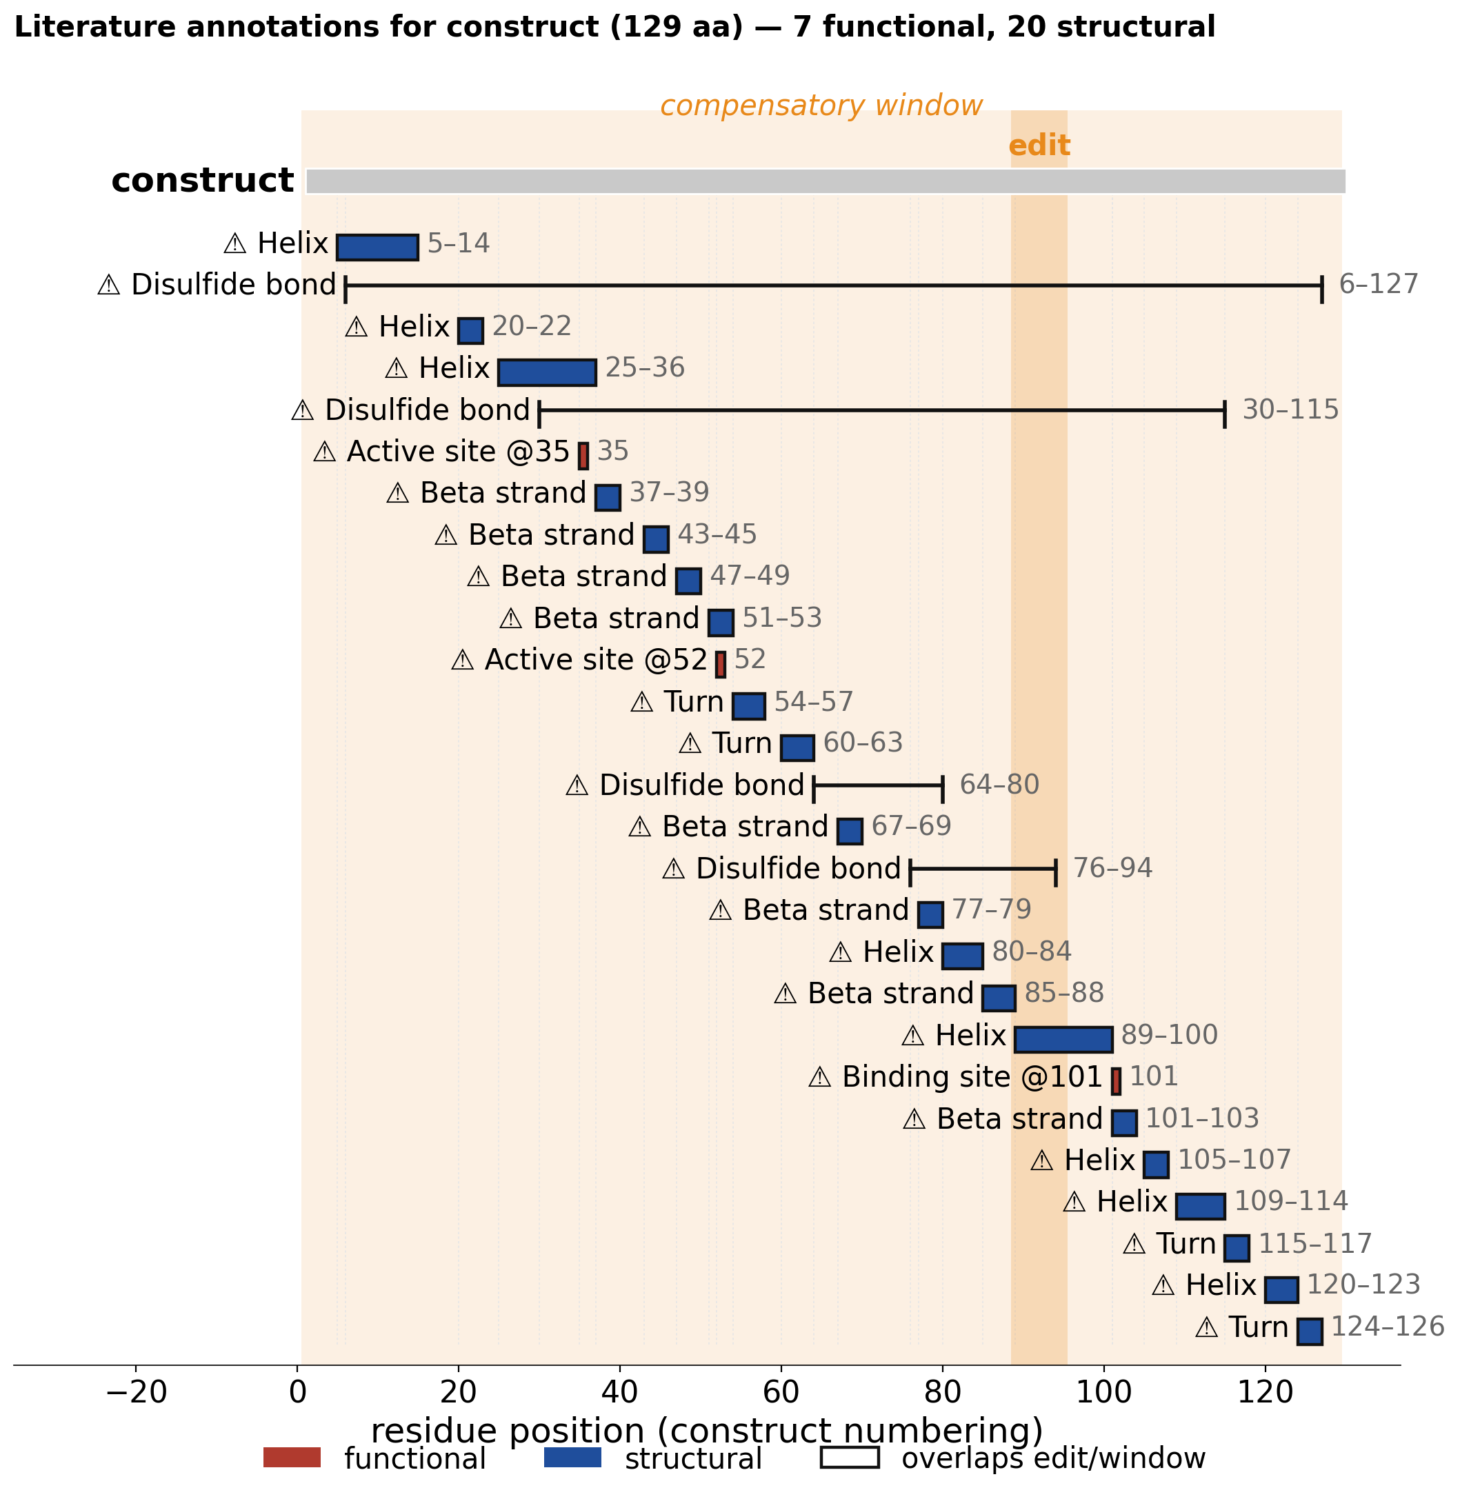 Literature annotations for construct (129 aa) — 7 functional, 20 structural
compensatory window
edit
construct
⚠ Helix 5–14
⚠ Disulfide bond 6–127
⚠ Helix 20–22
⚠ Helix 25–36
⚠ Disulfide bond 30–115
⚠ Active site @35 35
⚠ Beta strand 37–39
⚠ Beta strand 43–45
⚠ Beta strand 47–49
⚠ Beta strand 51–53
⚠ Active site @52 52
⚠ Turn 54–57
⚠ Turn 60–63
⚠ Disulfide bond 64–80
⚠ Beta strand 67–69
⚠ Disulfide bond 76–94
⚠ Beta strand 77–79
⚠ Helix 80–84
⚠ Beta strand 85–88
⚠ Helix 89–100
⚠ Binding site @101 101
⚠ Beta strand 101–103
⚠ Helix 105–107
⚠ Helix 109–114
⚠ Turn 115–117
⚠ Helix 120–123
⚠ Turn 124–126
−20 0 20 40 60 80 100 120
residue position (construct numbering)
functional structural overlaps edit/window